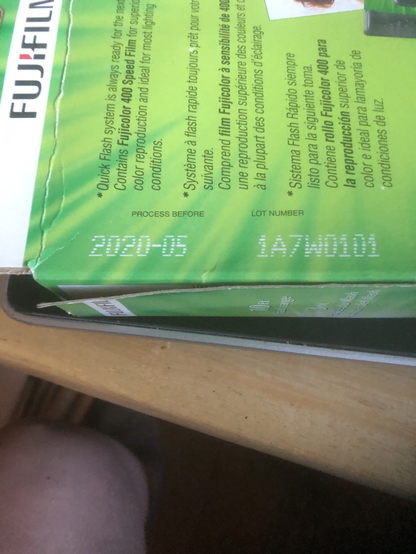 FUJIFILM
* Quick Flash system is always ready for the next
Contains Fujicolor 400 Speed Film for
color reproduction and ideal for most lighting
conditions.
* Système à flash rapide toujours prêt pour
suivante.
Comprend film Fujicolor à sensibilité de 400
une reproduction supérieure des couleurs et
à la plupart des conditions d'éclairage.
* Sistema Flash Rápido siempre
listo para la siguiente toma.
Contiene rollo Fujicolor 400 para
la reproducción superior de
color e ideal para lamayoría de
condiciones de luz.
PROCESS BEFORE
LOT NUMBER
2020-05
1A7W0101